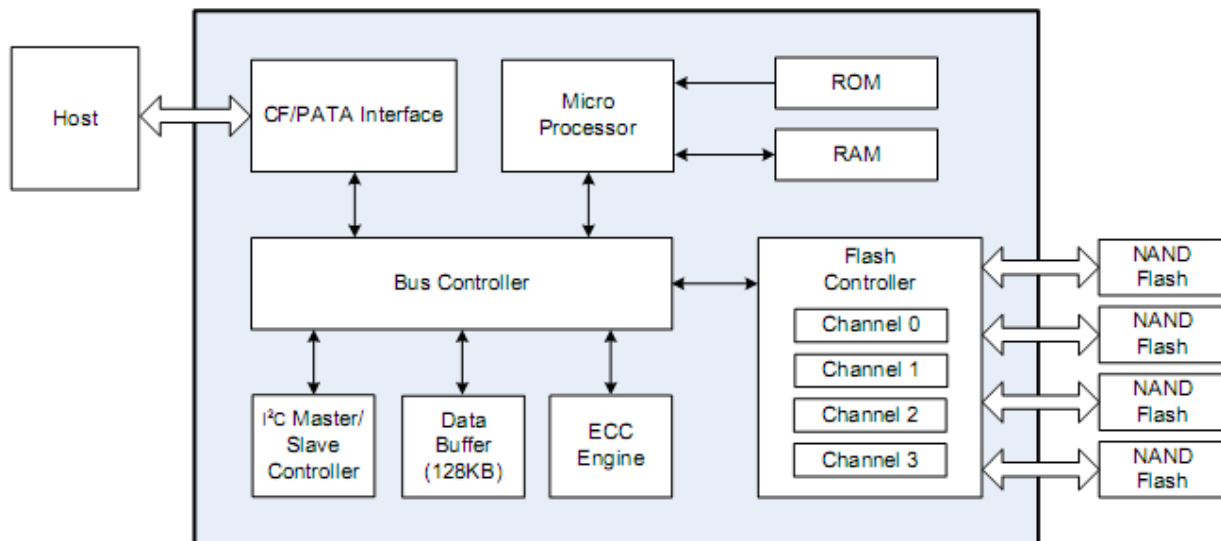 Host
CF/PATA Interface
Micro
Processor
ROM
RAM
Bus Controller
Flash
Controller
Channel 0
Channel 1
Channel 2
Channel 3
NAND
Flash
NAND
Flash
NAND
Flash
NAND
Flash
I²C Master/
Slave
Controller
Data
Buffer
(128KB)
ECC
Engine